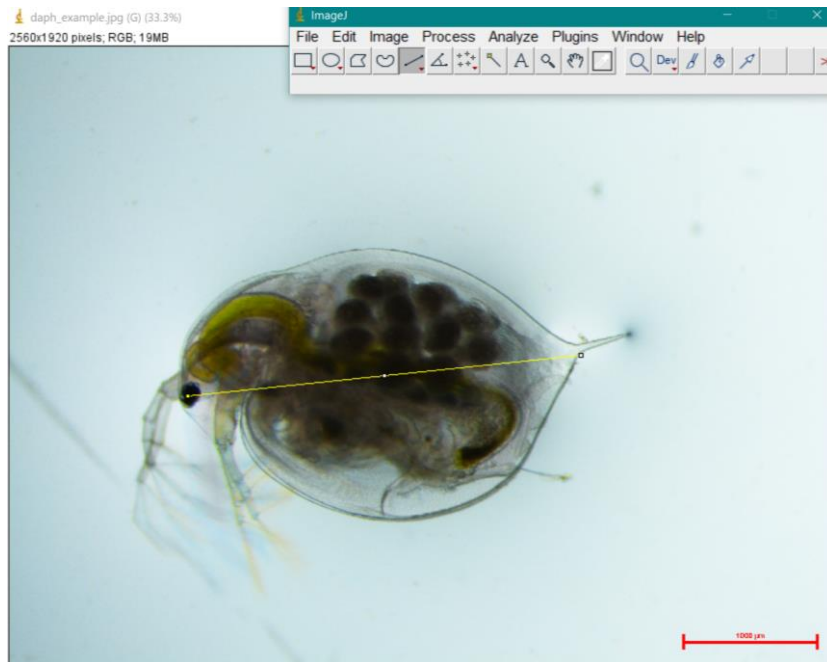 daph_example.jpg (G) (33.3%)
2560x1920 pixels; RGB; 19MB
ImageJ
File Edit Image Process Analyze Plugins Window Help
A Dev
1000 µm